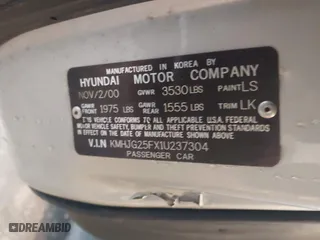 MANUFACTURED IN KOREA BY
HYUNDAI MOTOR COMPANY
NOV/2/00 GVWR 3530 LBS PAINT LS
GAWR FRONT 1975 LBS GAWR REAR 1555 LBS TRIM LK
THIS VEHICLE CONFORMS TO ALL APPLICABLE U.S.A. FEDERAL
MOTOR VEHICLE SAFETY, BUMPER, AND THEFT PREVENTION
STANDARDS IN EFFECT ON THE DATE OF MANUFACTURE
SHOWN ABOVE.
V.I.N KMHJG25FX1U237304
PASSENGER CAR
DREAMBID